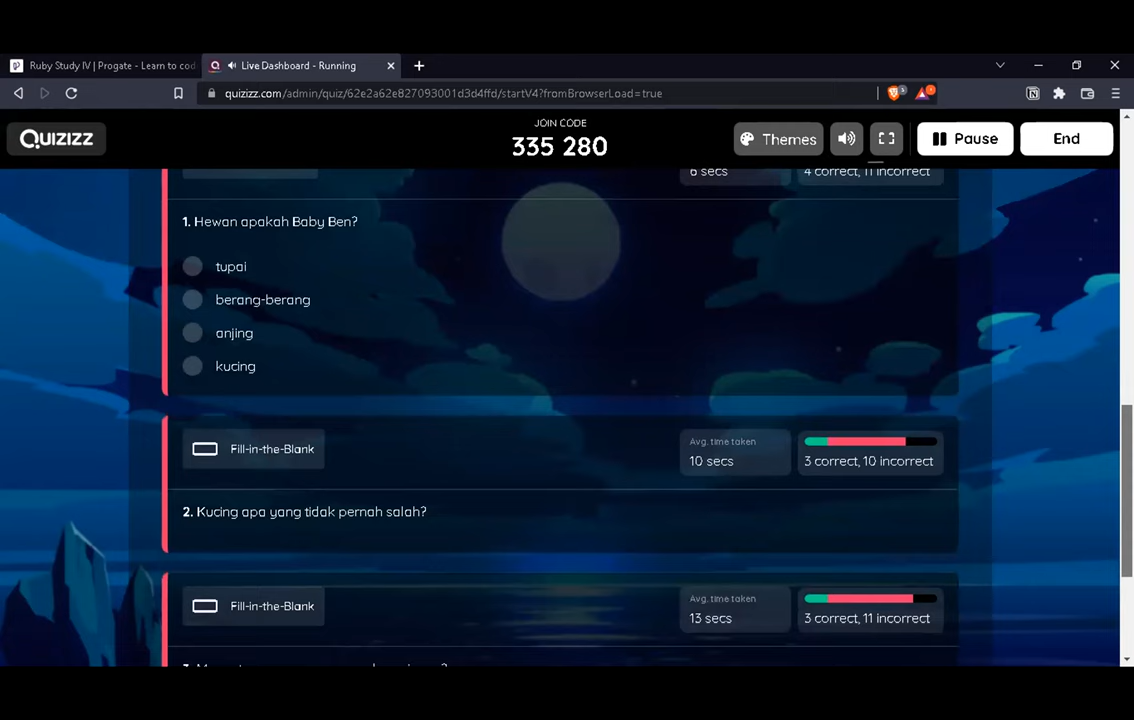 Ruby Study IV | Progate - Learn to cod
Live Dashboard - Running
quizizz.com/admin/quiz/62e2a62e827093001d3d4ffd/startV4?fromBrowserLoad=true
QUIZIZZ
JOIN CODE
335 280
Themes
Pause
End
6 secs
4 correct, 11 incorrect
1. Hewan apakah Baby Ben?
tupai
berang-berang
anjing
kucing
Fill-in-the-Blank
Avg. time taken
10 secs
3 correct, 10 incorrect
2. Kucing apa yang tidak pernah salah?
Fill-in-the-Blank
Avg. time taken
13 secs
3 correct, 11 incorrect